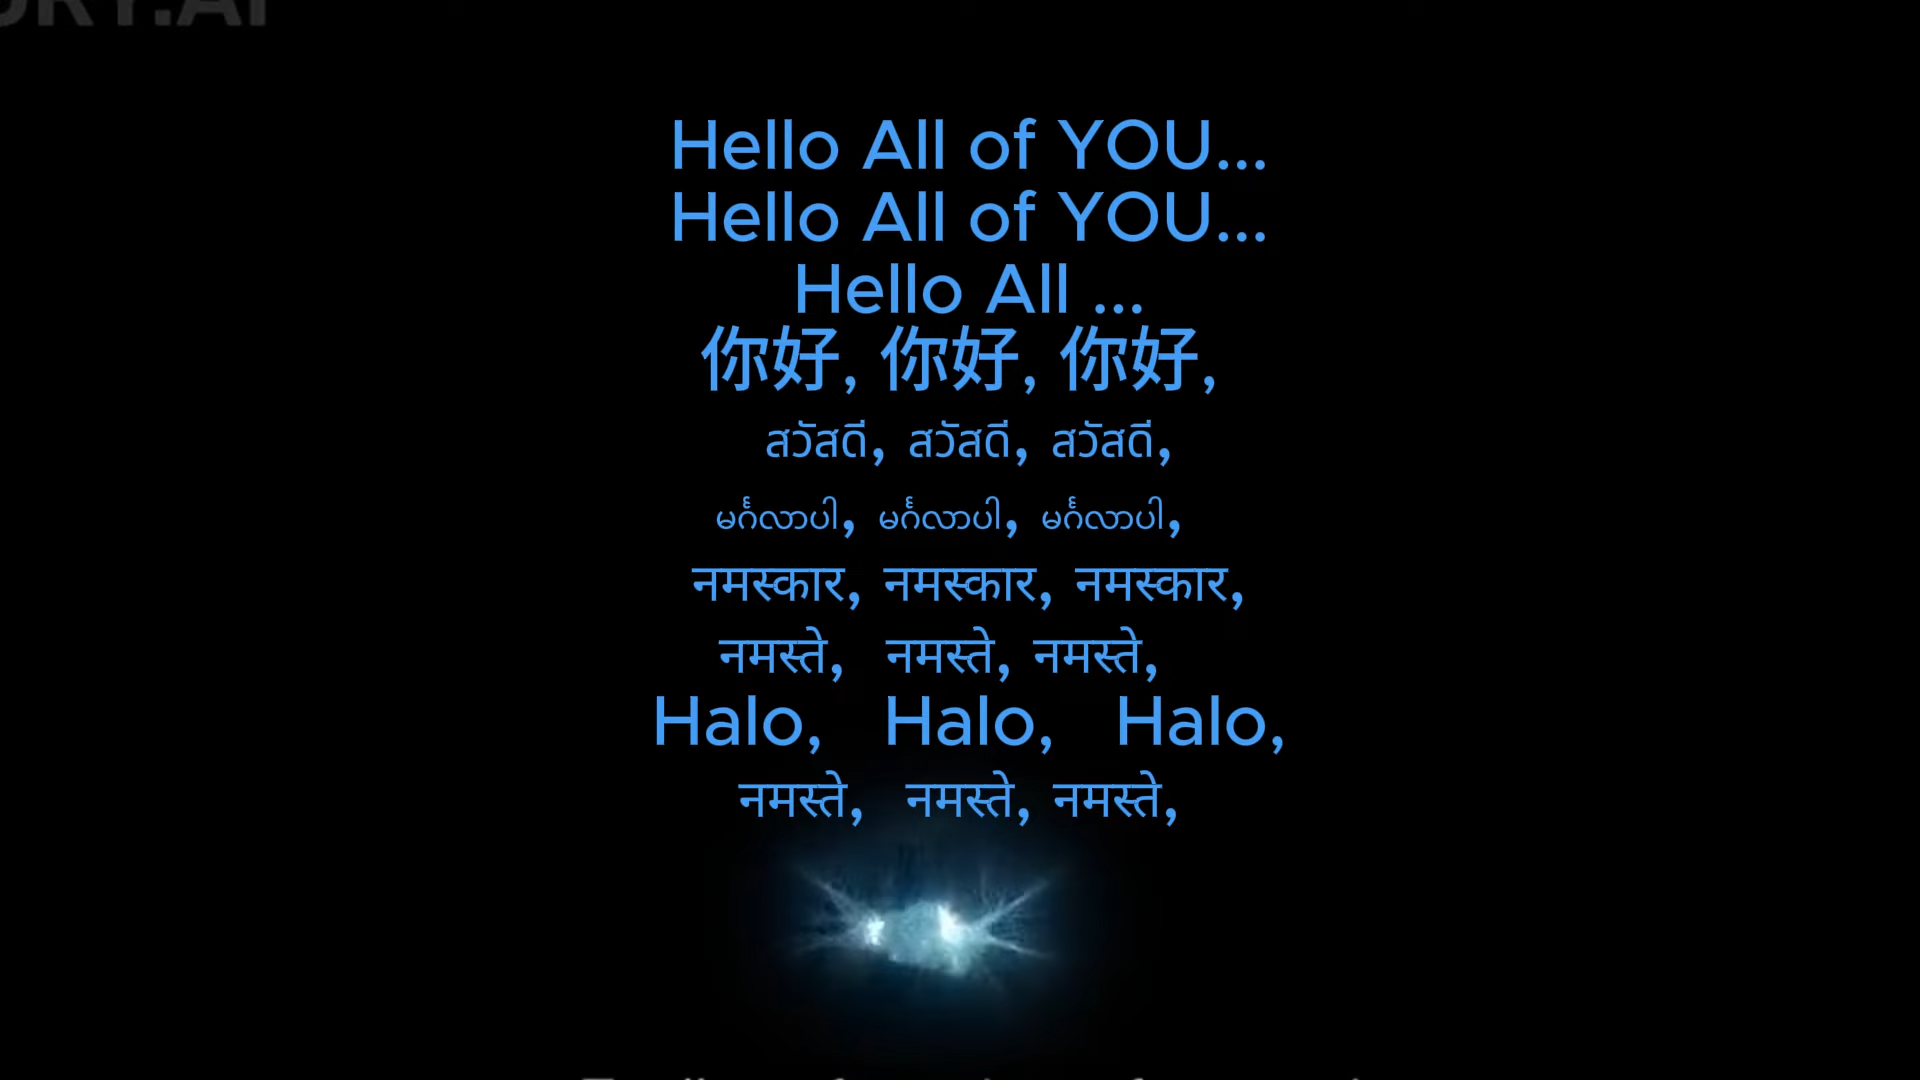 Hello All of YOU...
Hello All of YOU...
Hello All ...
你好, 你好, 你好,
สวัสดี, สวัสดี, สวัสดี,
မင်္ဂလာပါ, မင်္ဂလာပါ, မင်္ဂလာပါ,
नमस्कार, नमस्कार, नमस्कार,
नमस्ते, नमस्ते, नमस्ते,
Halo, Halo, Halo,
नमस्ते, नमस्ते, नमस्ते,